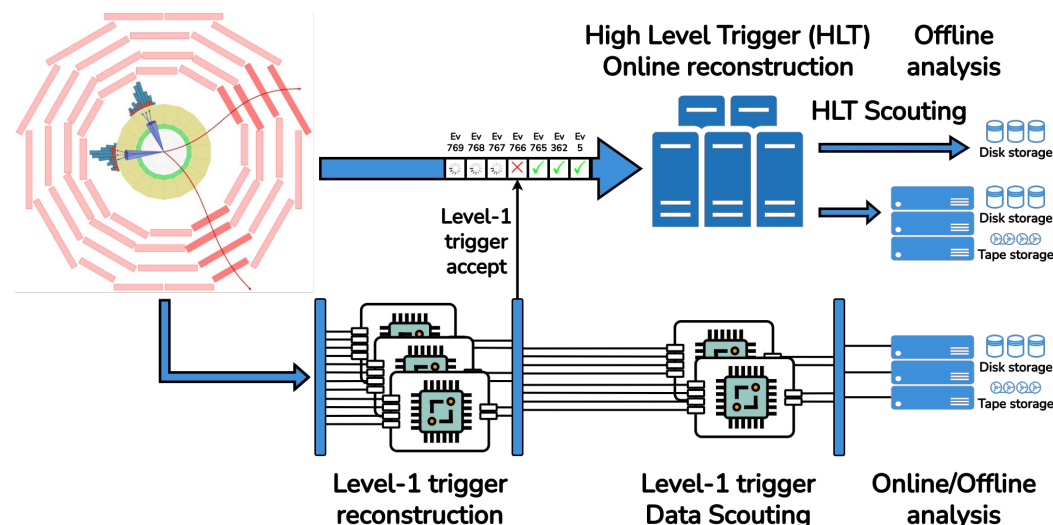 High Level Trigger (HLT)
Online reconstruction
Offline
analysis
HLT Scouting
Disk storage
Ev Ev Ev Ev Ev Ev Ev
769 768 767 766 765 362 5
Level-1
trigger
accept
Disk storage
Tape storage
Disk storage
Tape storage
Level-1 trigger
reconstruction
Level-1 trigger
Data Scouting
Online/Offline
analysis